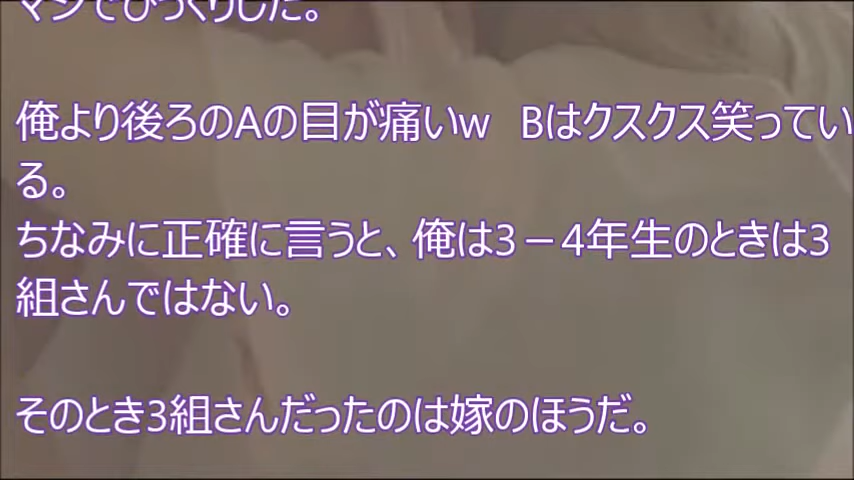 マジでびっくりした。
俺より後ろのAの目が痛いw　Bはクスクス笑ってい
る。
ちなみに正確に言うと、俺は3－4年生のときは3
組さんではない。
そのとき3組さんだったのは嫁のほうだ。